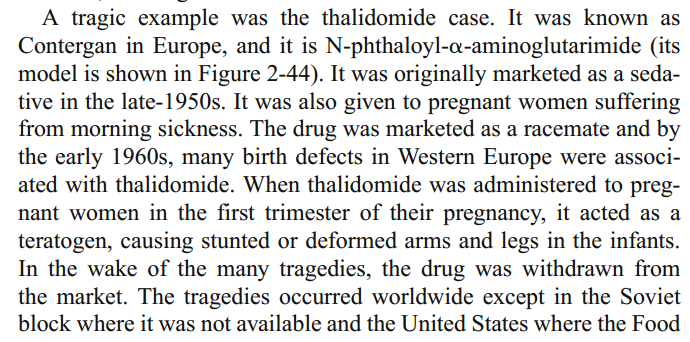 A tragic example was the thalidomide case. It was known as
Contergan in Europe, and it is N-phthaloyl-α-aminoglutarimide (its
model is shown in Figure 2-44). It was originally marketed as a seda-
tive in the late-1950s. It was also given to pregnant women suffering
from morning sickness. The drug was marketed as a racemate and by
the early 1960s, many birth defects in Western Europe were associ-
ated with thalidomide. When thalidomide was administered to preg-
nant women in the first trimester of their pregnancy, it acted as a
teratogen, causing stunted or deformed arms and legs in the infants.
In the wake of the many tragedies, the drug was withdrawn from
the market. The tragedies occurred worldwide except in the Soviet
block where it was not available and the United States where the Food